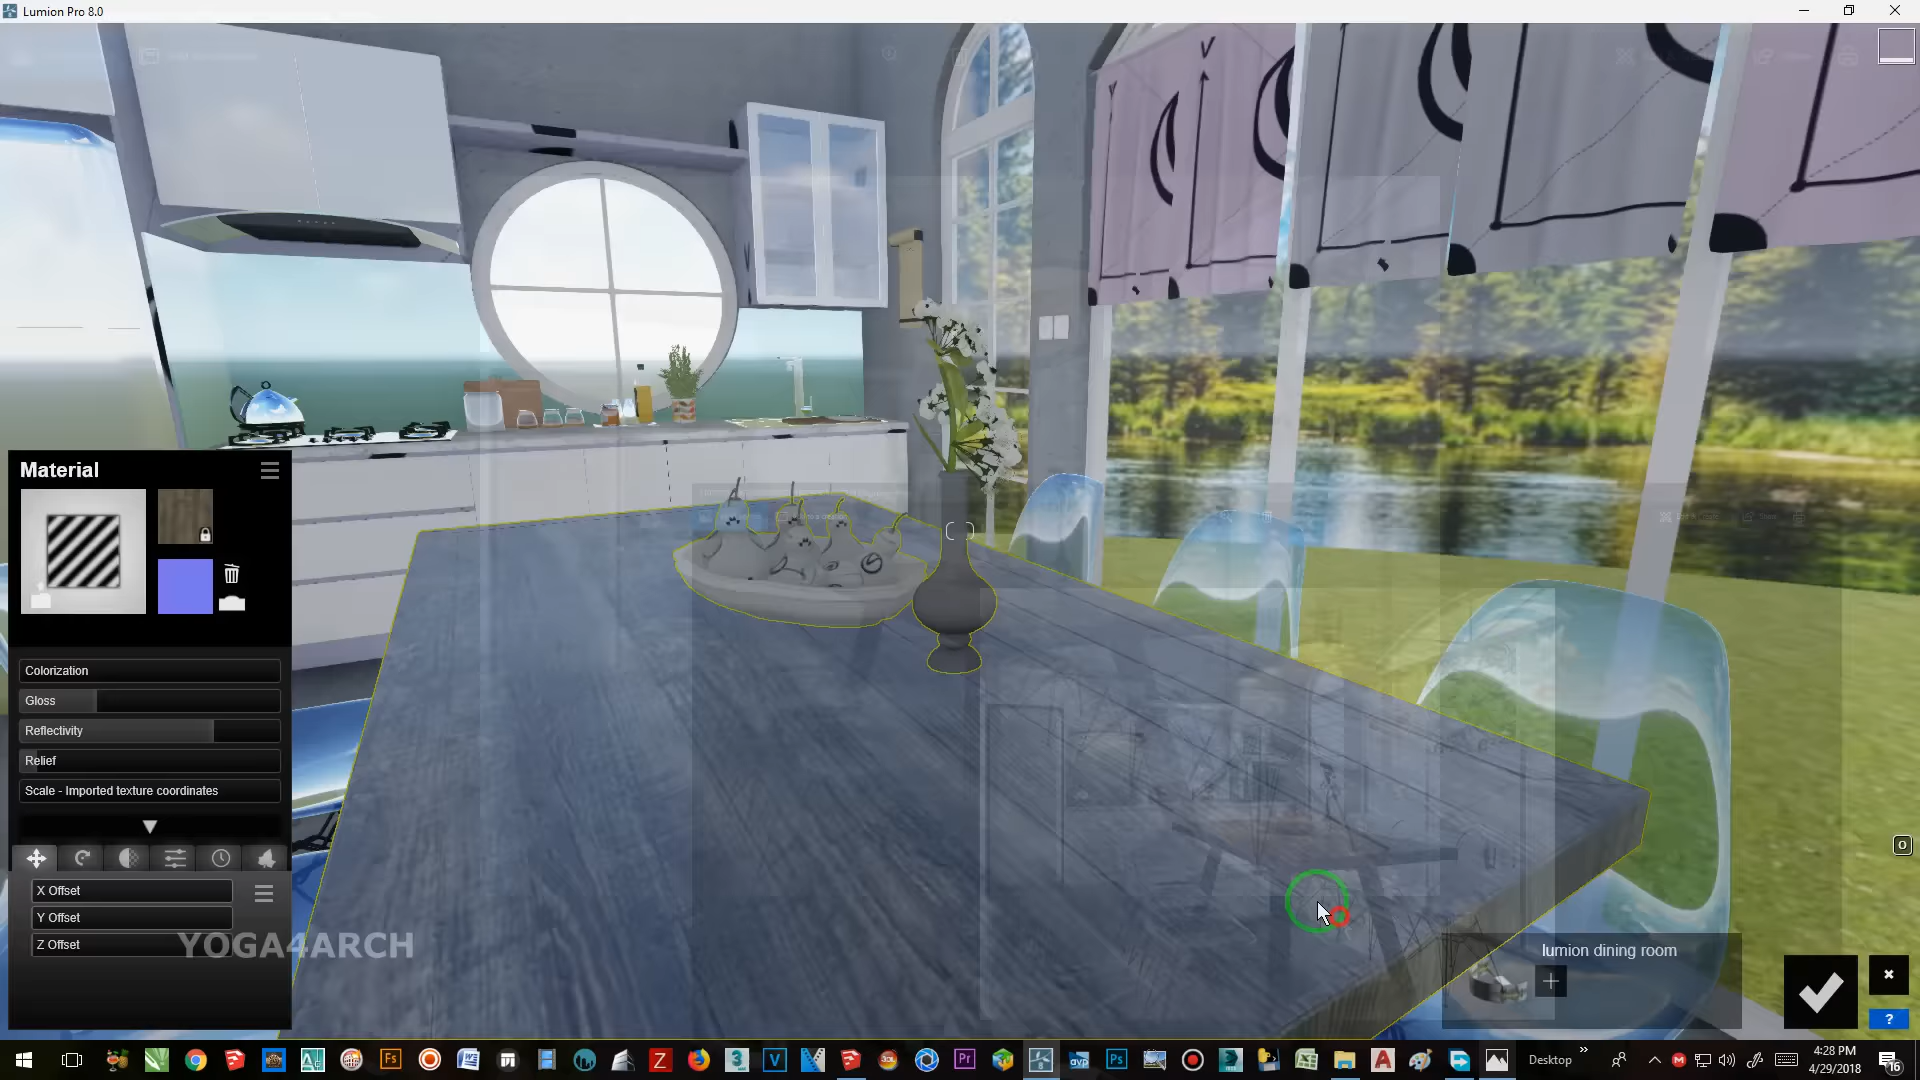 Lumion Pro 8.0
V
Material
Colorization
Gloss
Reflectivity
Relief
Scale - Imported texture coordinates
X Offset
Y Offset
Z Offset
YOGA4ARCH
lumion dining room
O
?
Desktop
4:28 PM
4/29/2018
16